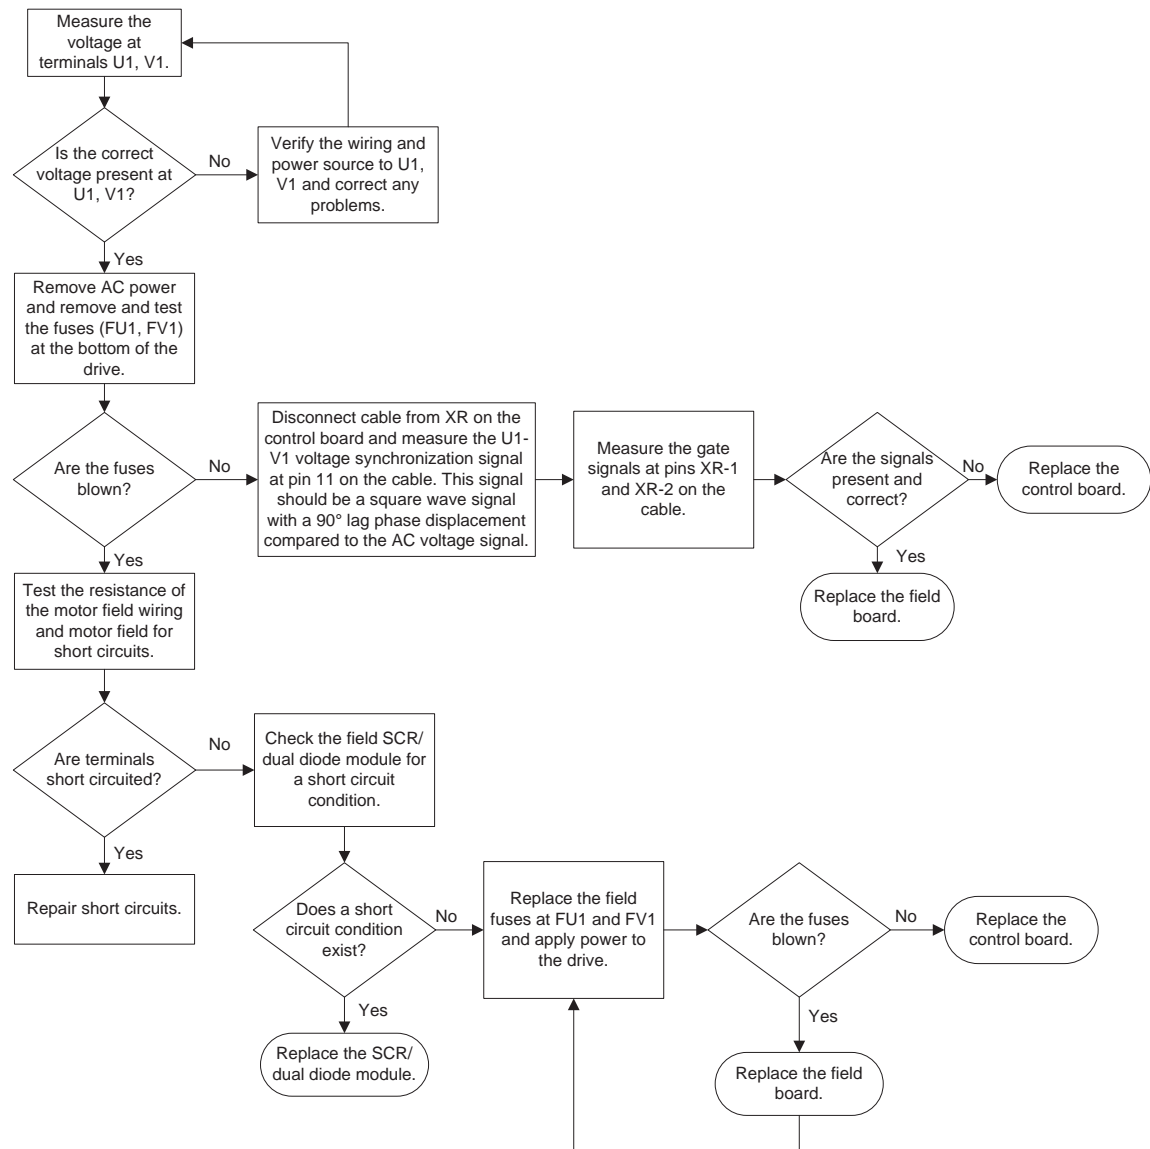 Measure the
voltage at
terminals U1, V1.
Is the correct
voltage present at
U1, V1?
No
Verify the wiring and
power source to U1,
V1 and correct any
problems.
Yes
Remove AC power
and remove and test
the fuses (FU1, FV1)
at the bottom of the
drive.
Are the fuses
blown?
No
Disconnect cable from XR on the
control board and measure the U1-
V1 voltage synchronization signal
at pin 11 on the cable. This signal
should be a square wave signal
with a 90° lag phase displacement
compared to the AC voltage signal.
Measure the gate
signals at pins XR-1
and XR-2 on the
cable.
Are the signals
present and
correct?
No
Replace the
control board.
Yes
Replace the field
board.
Yes
Test the resistance of
the motor field wiring
and motor field for
short circuits.
Are terminals
short circuited?
No
Check the field SCR/
dual diode module for
a short circuit
condition.
Yes
Repair short circuits.
Does a short
circuit condition
exist?
No
Replace the field
fuses at FU1 and FV1
and apply power to
the drive.
Are the fuses
blown?
No
Replace the
control board.
Yes
Replace the SCR/
dual diode module.
Yes
Replace the field
board.